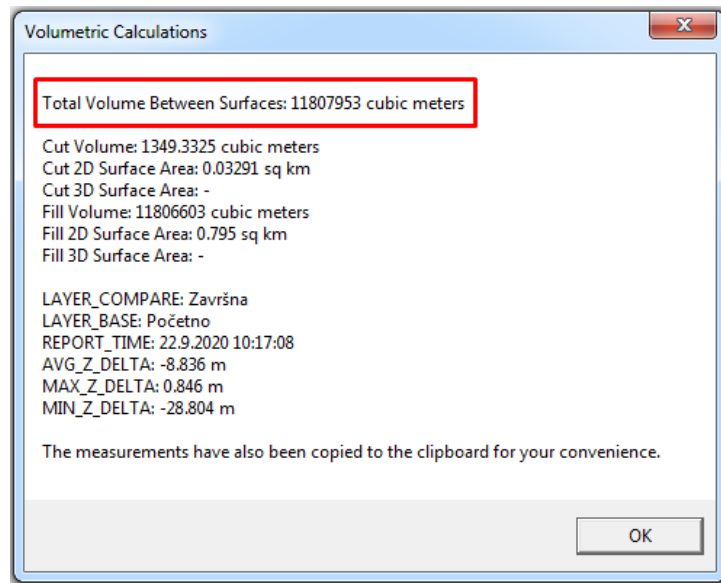 Volumetric Calculations
Total Volume Between Surfaces: 11807953 cubic meters
Cut Volume: 1349.3325 cubic meters
Cut 2D Surface Area: 0.03291 sq km
Cut 3D Surface Area: -
Fill Volume: 11806603 cubic meters
Fill 2D Surface Area: 0.795 sq km
Fill 3D Surface Area: -
LAYER_COMPARE: Završna
LAYER_BASE: Početno
REPORT_TIME: 22.9.2020 10:17:08
AVG_Z_DELTA: -8.836 m
MAX_Z_DELTA: 0.846 m
MIN_Z_DELTA: -28.804 m
The measurements have also been copied to the clipboard for your convenience.
OK